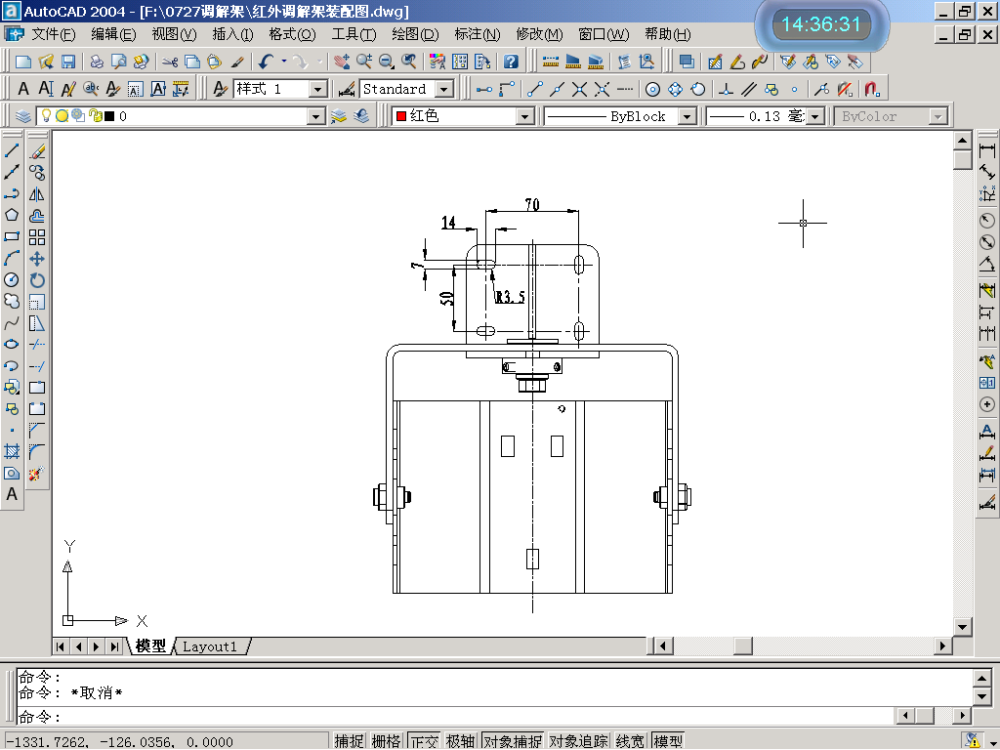 AutoCAD 2004 - [F:\0727调解架\红外调解架装配图.dwg]
14:36:31
文件(F) 编辑(E) 视图(V) 插入(I) 格式(O) 工具(T) 绘图(D) 标注(N) 修改(M) 窗口(W) 帮助(H)
样式 1 Standard
0 红色 ByBlock 0.13 毫 ByColor
70
14
7
50
R3.5
Y
X
模型 Layout1
命令:
命令: *取消*
命令:
-1331.7262, -126.0356, 0.0000 捕捉 栅格 正交 极轴 对象捕捉 对象追踪 线宽 模型